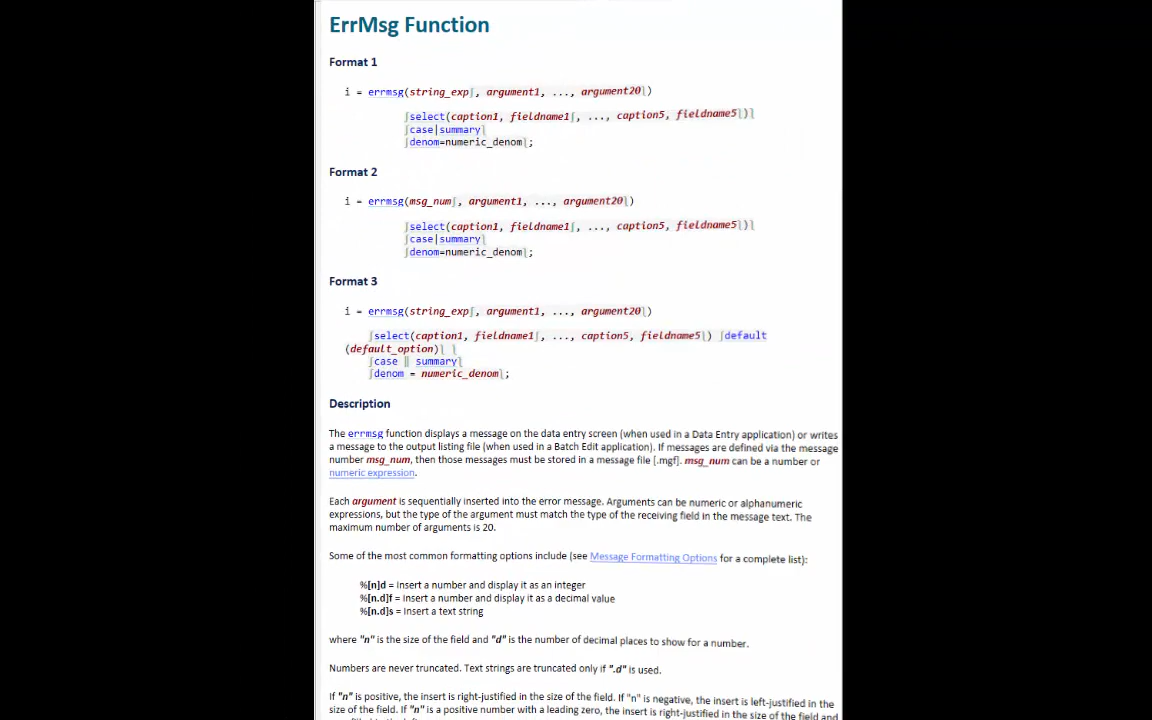 ErrMsg Function
Format 1
i = errmsg(string_exp⌈, argument1, ..., argument20⌉)
⌈select(caption1, fieldname1⌈, ..., caption5, fieldname5⌉)⌉
⌈case|summary⌉
⌈denom=numeric_denom⌉;
Format 2
i = errmsg(msg_num⌈, argument1, ..., argument20⌉)
⌈select(caption1, fieldname1⌈, ..., caption5, fieldname5⌉)⌉
⌈case|summary⌉
⌈denom=numeric_denom⌉;
Format 3
i = errmsg(string_exp⌈, argument1, ..., argument20⌉)
⌈select(caption1, fieldname1⌈, ..., caption5, fieldname5⌉) ⌈default
(default_option)⌉ ⌉
⌈case || summary⌉
⌈denom = numeric_denom⌉;
Description
The errmsg function displays a message on the data entry screen (when used in a Data Entry application) or writes
a message to the output listing file (when used in a Batch Edit application). If messages are defined via the message
number msg_num, then those messages must be stored in a message file [.mgf]. msg_num can be a number or
numeric expression.
Each argument is sequentially inserted into the error message. Arguments can be numeric or alphanumeric
expressions, but the type of the argument must match the type of the receiving field in the message text. The
maximum number of arguments is 20.
Some of the most common formatting options include (see Message Formatting Options for a complete list):
%[n]d = Insert a number and display it as an integer
%[n.d]f = Insert a number and display it as a decimal value
%[n.d]s = Insert a text string
where "n" is the size of the field and "d" is the number of decimal places to show for a number.
Numbers are never truncated. Text strings are truncated only if ".d" is used.
If "n" is positive, the insert is right-justified in the size of the field. If "n" is negative, the insert is left-justified in the
size of the field. If "n" is a positive number with a leading zero, the insert is right-justified in the size of the field and